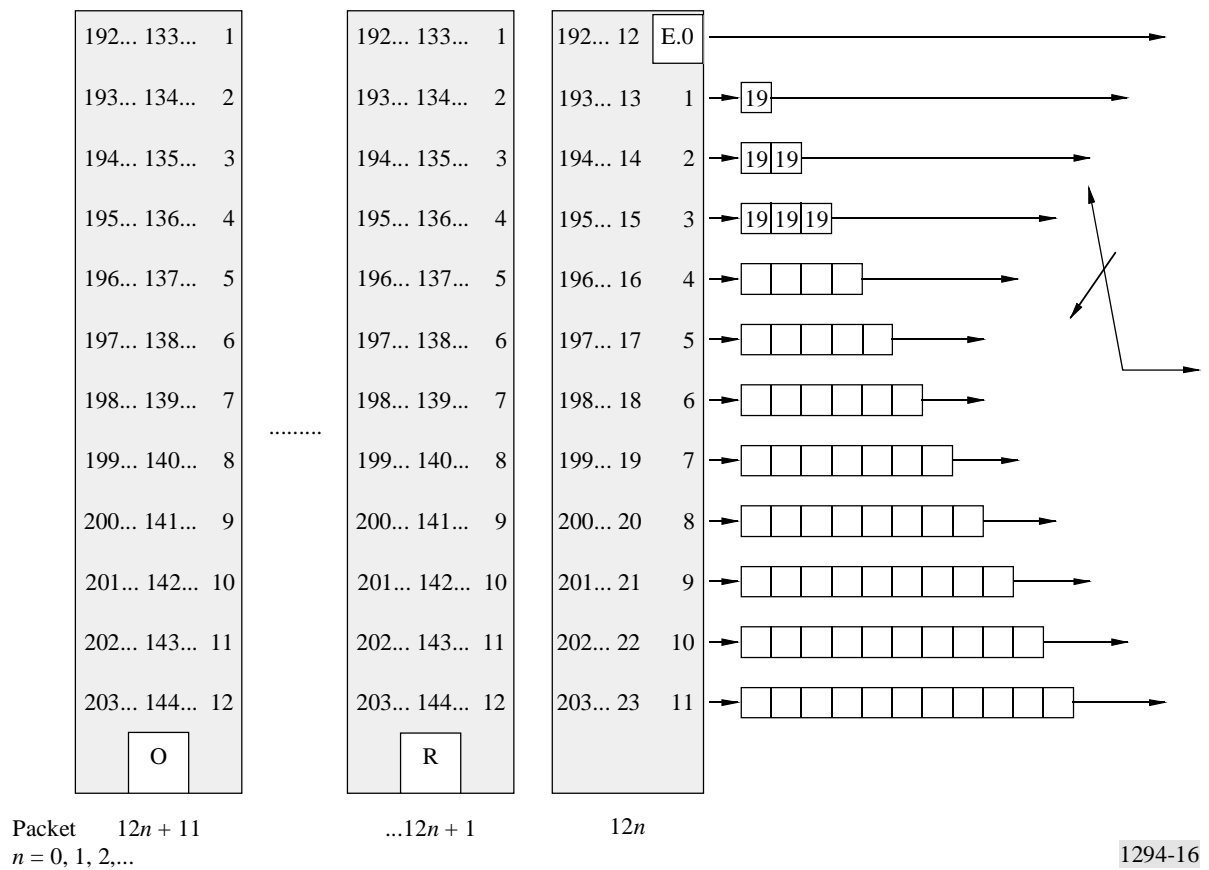 192... 133... 1 192... 133... 1 192... 12 E.0
193... 134... 2 193... 134... 2 193... 13 1 19
194... 135... 3 194... 135... 3 194... 14 2 19 19
195... 136... 4 195... 136... 4 195... 15 3 19 19 19
196... 137... 5 196... 137... 5 196... 16 4
197... 138... 6 197... 138... 6 197... 17 5
198... 139... 7 198... 139... 7 198... 18 6
.........
199... 140... 8 199... 140... 8 199... 19 7
200... 141... 9 200... 141... 9 200... 20 8
201... 142... 10 201... 142... 10 201... 21 9
202... 143... 11 202... 143... 11 202... 22 10
203... 144... 12 203... 144... 12 203... 23 11
O R
Packet 12n + 11 ...12n + 1 12n
n = 0, 1, 2,...
1294-16